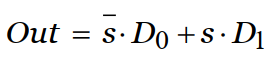 Out = s̅· D₀ + s· D₁